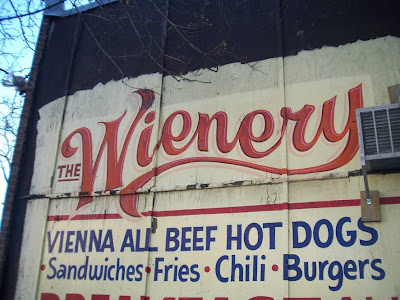 THE Wienery
VIENNA ALL BEEF HOT DOGS
·Sandwiches·Fries·Chili·Burgers